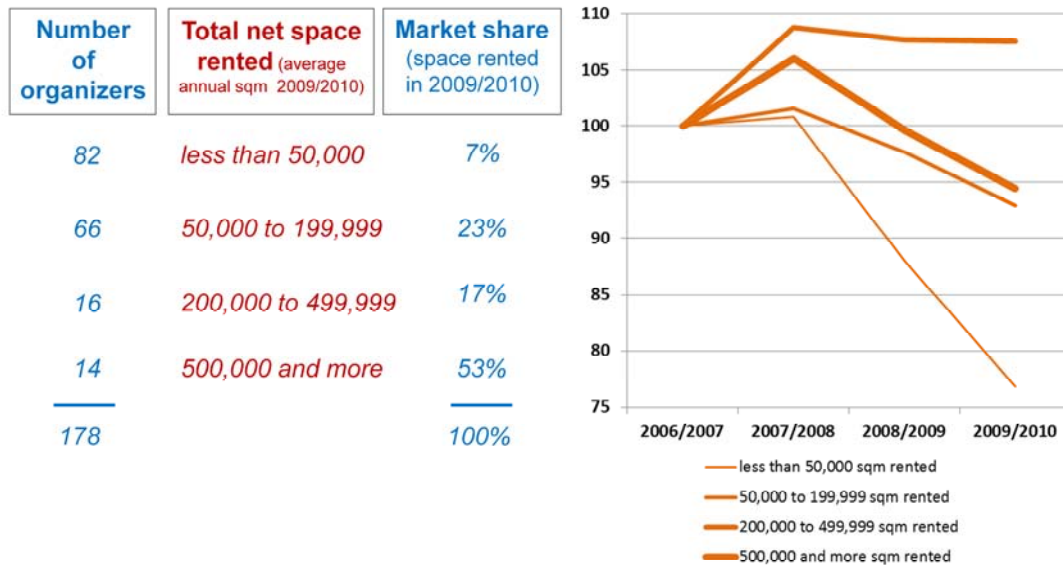 Number
of
organizers
Total net space
rented (average
annual sqm 2009/2010)
Market share
(space rented
in 2009/2010)
82 less than 50,000 7%
66 50,000 to 199,999 23%
16 200,000 to 499,999 17%
14 500,000 and more 53%
178 100%
110
105
100
95
90
85
80
75
2006/2007 2007/2008 2008/2009 2009/2010
less than 50,000 sqm rented
50,000 to 199,999 sqm rented
200,000 to 499,999 sqm rented
500,000 and more sqm rented